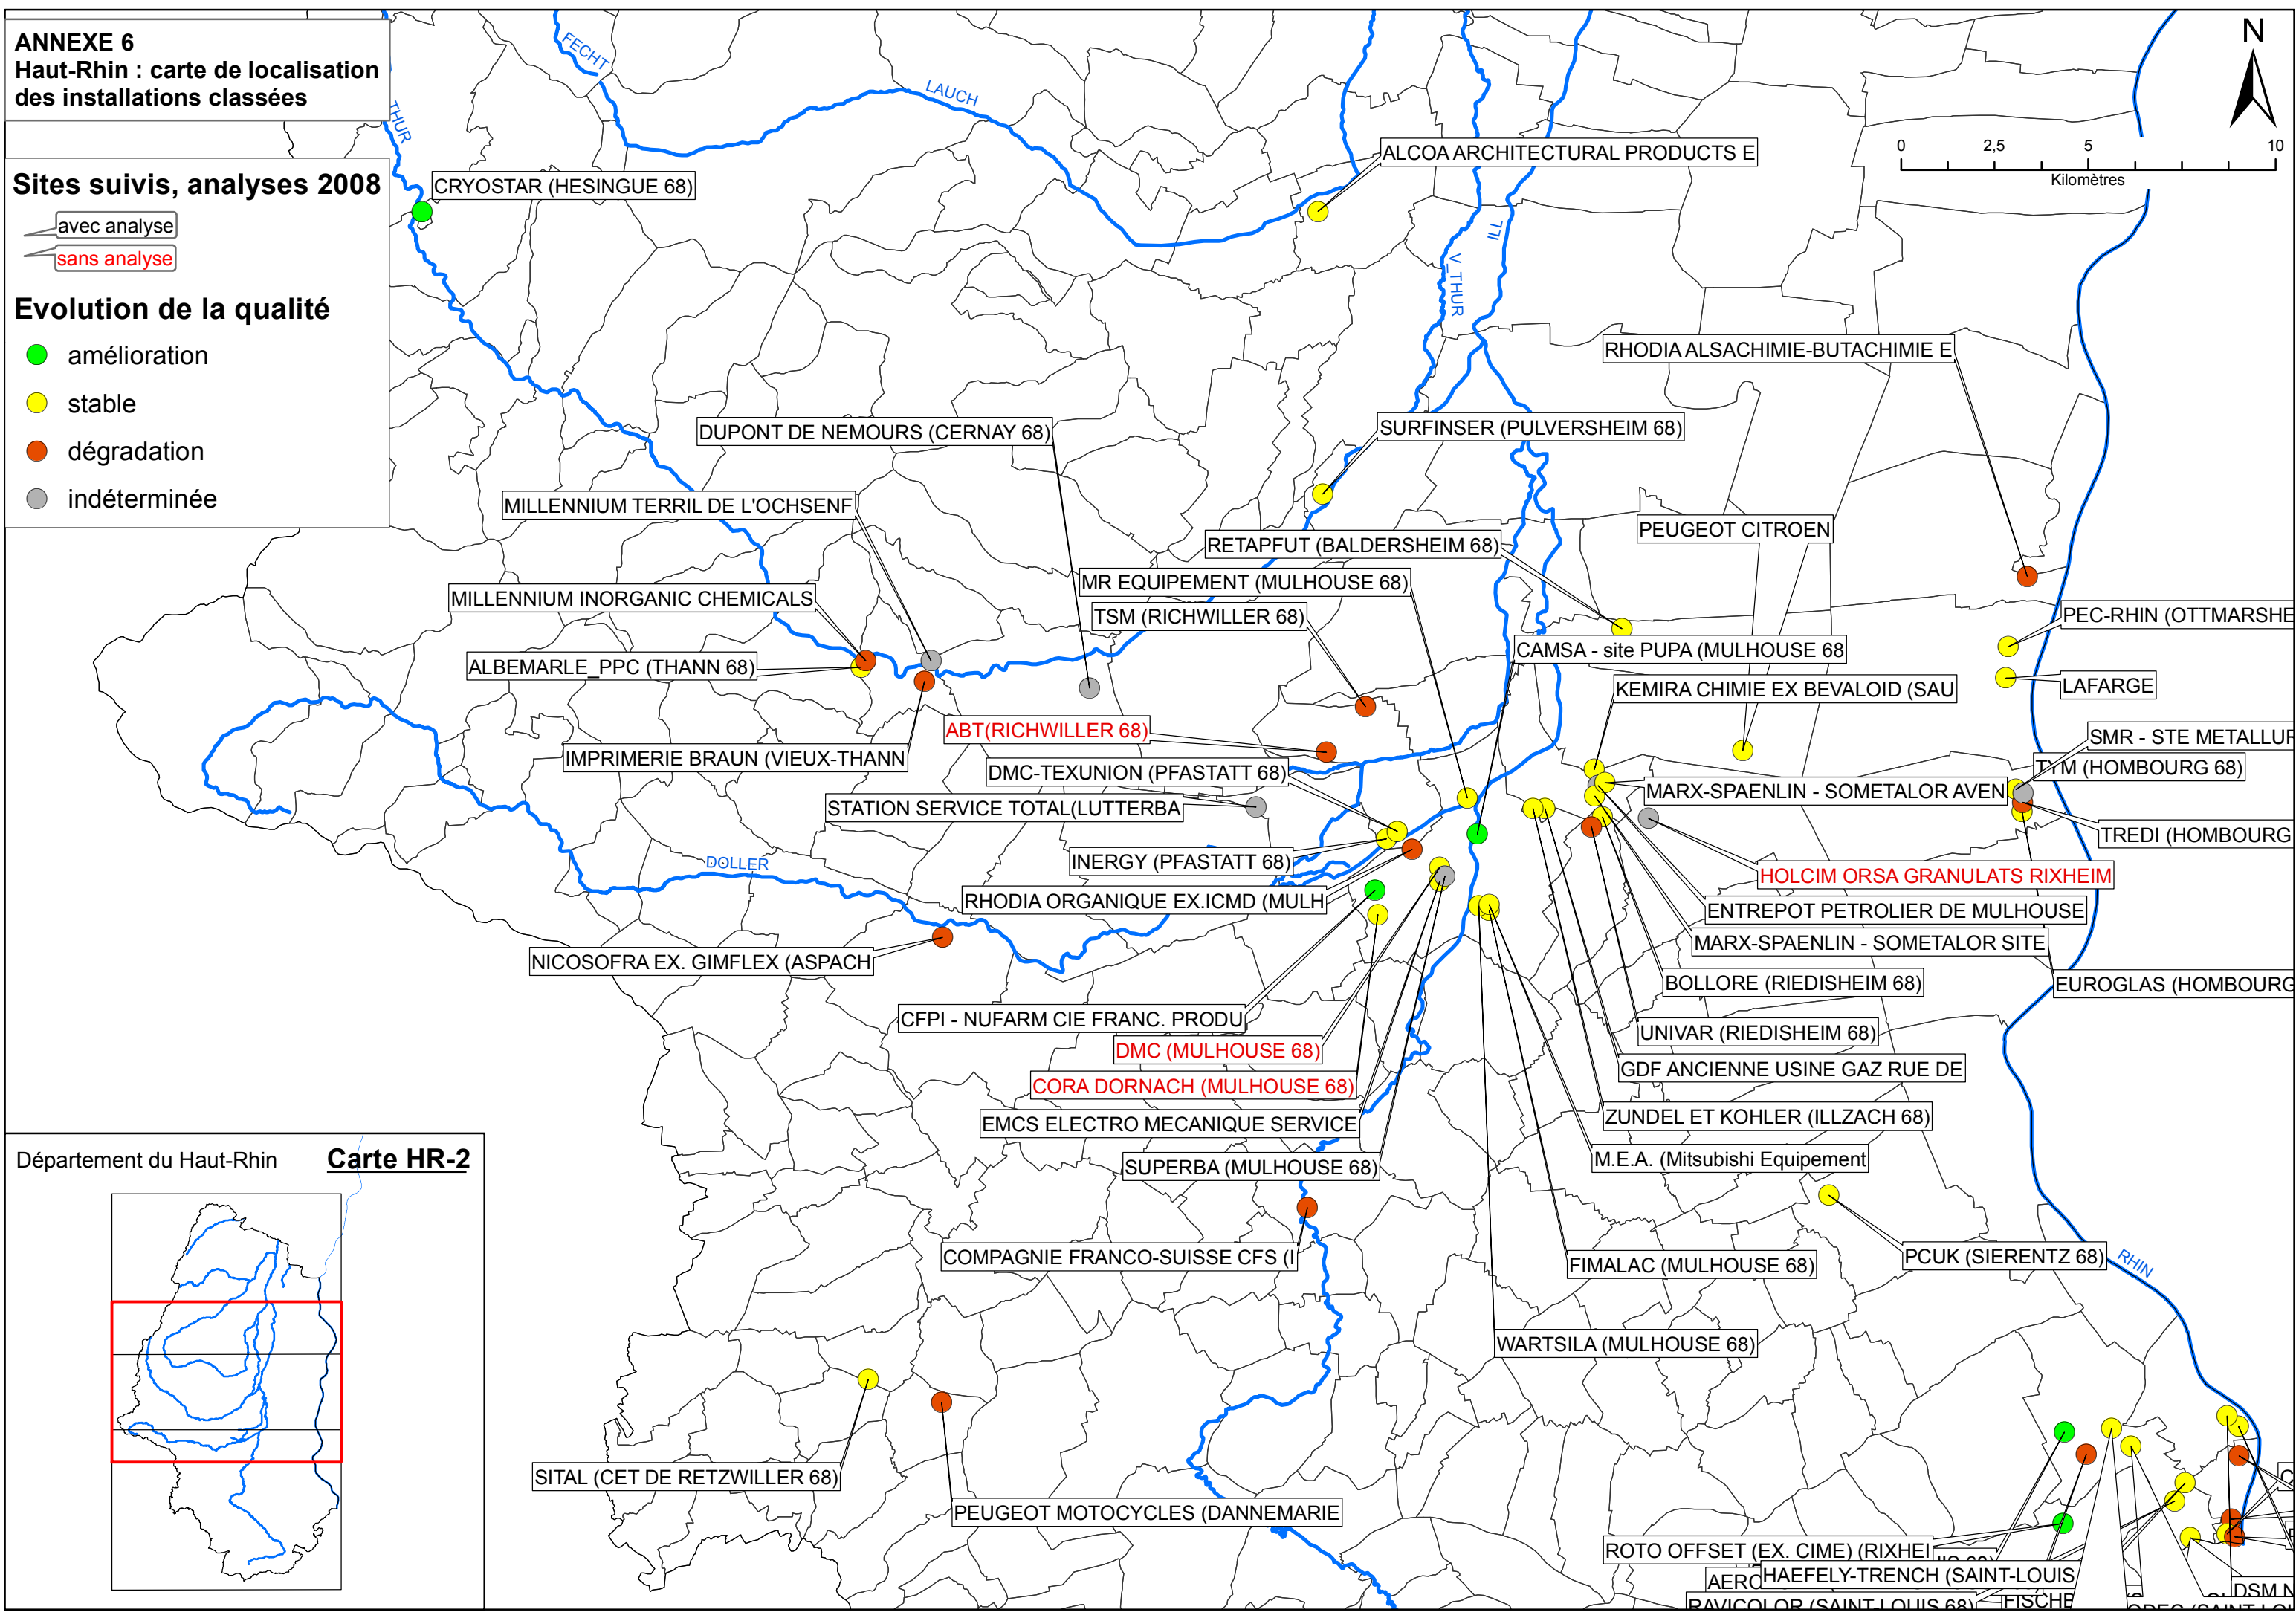 ANNEXE 6
Haut-Rhin : carte de localisation
des installations classées
Sites suivis, analyses 2008
avec analyse
sans analyse
Evolution de la qualité
amélioration
stable
dégradation
indéterminée
N
0 2,5 5 10
Kilomètres
FECHT
THUR
LAUCH
ILL
V_THUR
DOLLER
RHIN
CRYOSTAR (HESINGUE 68)
ALCOA ARCHITECTURAL PRODUCTS E
RHODIA ALSACHIMIE-BUTACHIMIE E
DUPONT DE NEMOURS (CERNAY 68)
SURFINSER (PULVERSHEIM 68)
MILLENNIUM TERRIL DE L'OCHSENF
PEUGEOT CITROEN
RETAPFUT (BALDERSHEIM 68)
MR EQUIPEMENT (MULHOUSE 68)
MILLENNIUM INORGANIC CHEMICALS
TSM (RICHWILLER 68)
PEC-RHIN (OTTMARSHE
CAMSA - site PUPA (MULHOUSE 68
ALBEMARLE_PPC (THANN 68)
KEMIRA CHIMIE EX BEVALOID (SAU
LAFARGE
ABT(RICHWILLER 68)
SMR - STE METALLUR
IMPRIMERIE BRAUN (VIEUX-THANN
TYM (HOMBOURG 68)
DMC-TEXUNION (PFASTATT 68)
MARX-SPAENLIN - SOMETALOR AVEN
STATION SERVICE TOTAL(LUTTERBA
TREDI (HOMBOURG
INERGY (PFASTATT 68)
HOLCIM ORSA GRANULATS RIXHEIM
RHODIA ORGANIQUE EX.ICMD (MULH
ENTREPOT PETROLIER DE MULHOUSE
MARX-SPAENLIN - SOMETALOR SITE
NICOSOFRA EX. GIMFLEX (ASPACH
BOLLORE (RIEDISHEIM 68)
EUROGLAS (HOMBOURG
CFPI - NUFARM CIE FRANC. PRODU
UNIVAR (RIEDISHEIM 68)
DMC (MULHOUSE 68)
GDF ANCIENNE USINE GAZ RUE DE
CORA DORNACH (MULHOUSE 68)
ZUNDEL ET KOHLER (ILLZACH 68)
EMCS ELECTRO MECANIQUE SERVICE
M.E.A. (Mitsubishi Equipement
SUPERBA (MULHOUSE 68)
COMPAGNIE FRANCO-SUISSE CFS (I
FIMALAC (MULHOUSE 68)
PCUK (SIERENTZ 68)
WARTSILA (MULHOUSE 68)
SITAL (CET DE RETZWILLER 68)
PEUGEOT MOTOCYCLES (DANNEMARIE
ROTO OFFSET (EX. CIME) (RIXHEI
HAEFELY-TRENCH (SAINT-LOUIS
AERO
RAVICOLOR (SAINT-LOUIS 68)
FISCHE
DSM N
Département du Haut-Rhin
Carte HR-2